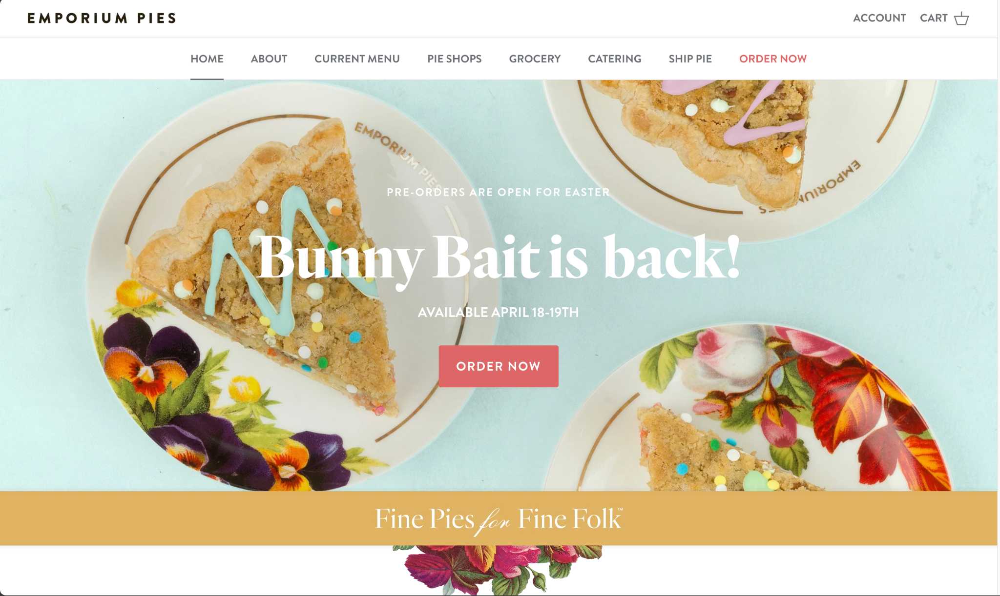 EMPORIUM PIES
ACCOUNT CART
HOME ABOUT CURRENT MENU PIE SHOPS GROCERY CATERING SHIP PIE ORDER NOW
EMPORIUM PIES
EMPORIUM
PRE-ORDERS ARE OPEN FOR EASTER
Bunny Bait is back!
AVAILABLE APRIL 18-19TH
ORDER NOW
Fine Pies for Fine Folk™